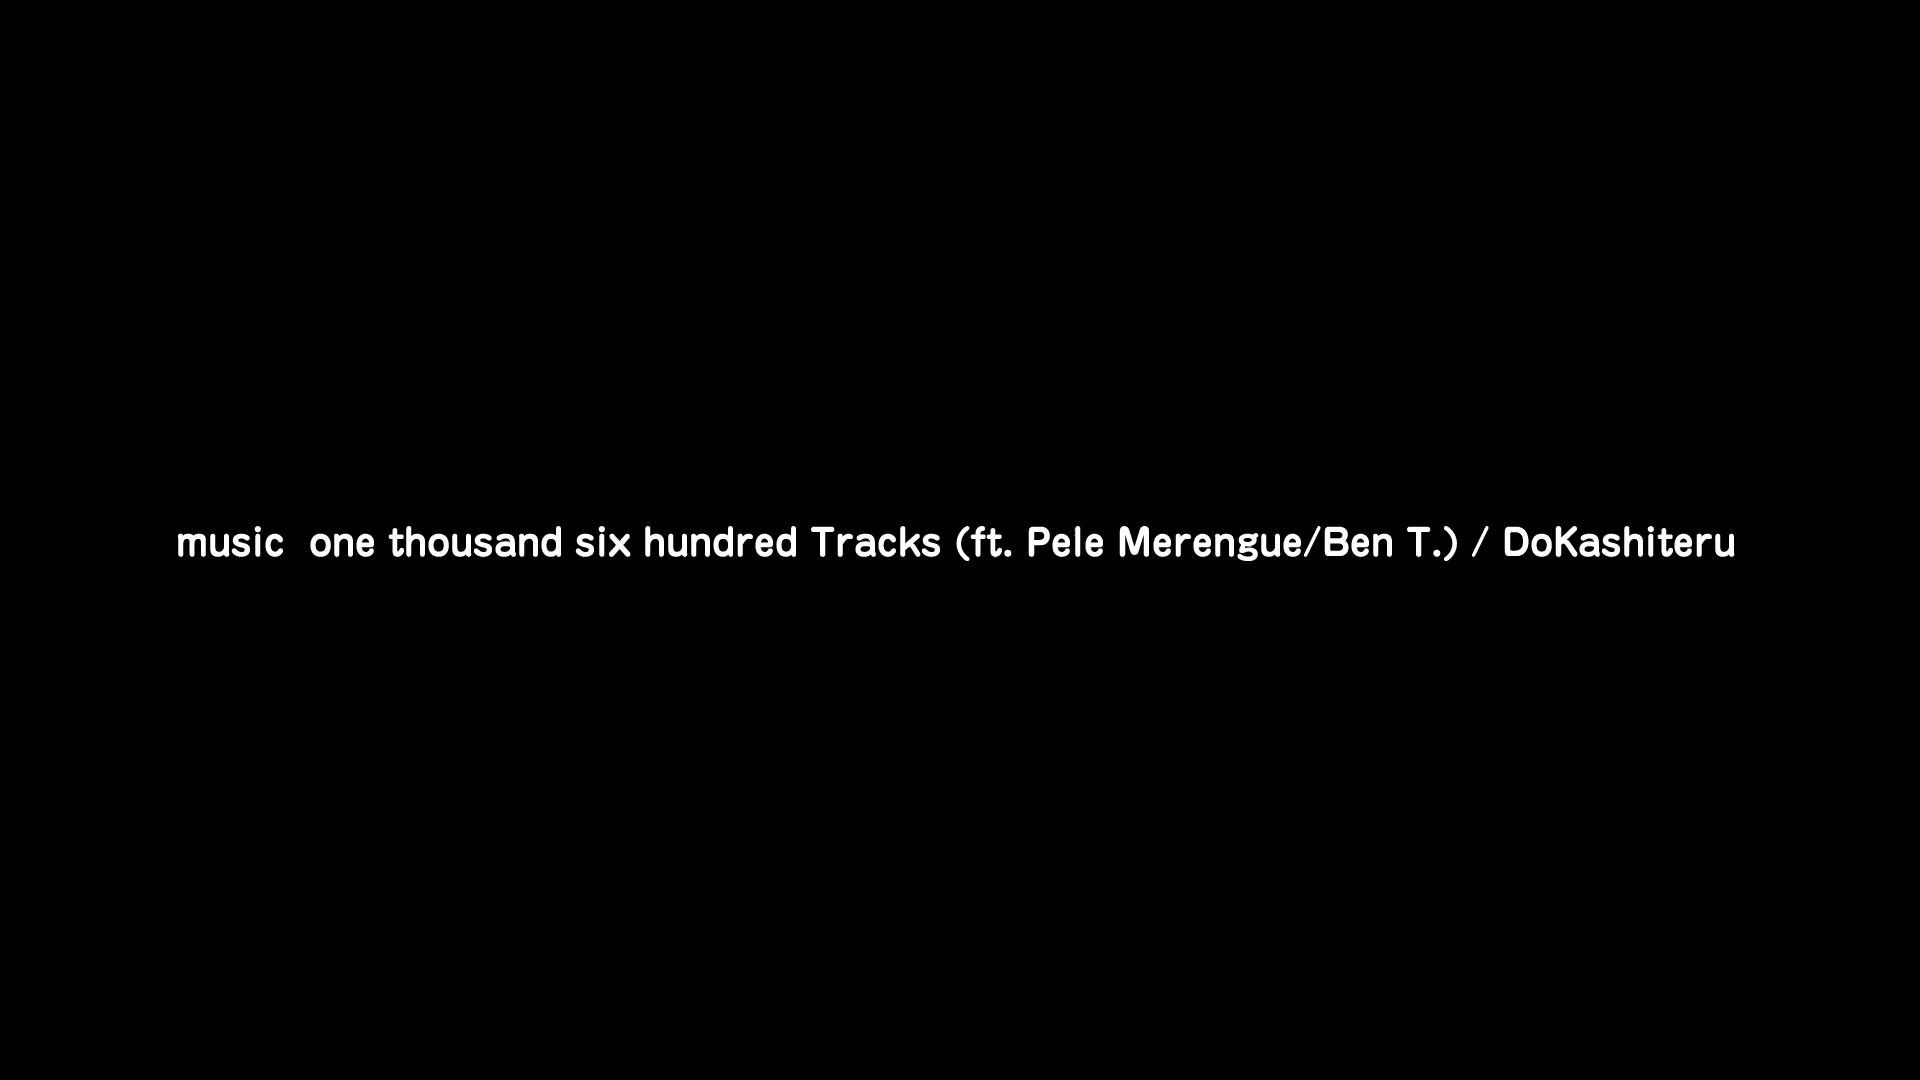 music  one thousand six hundred Tracks (ft. Pele Merengue/Ben T.) / DoKashiteru